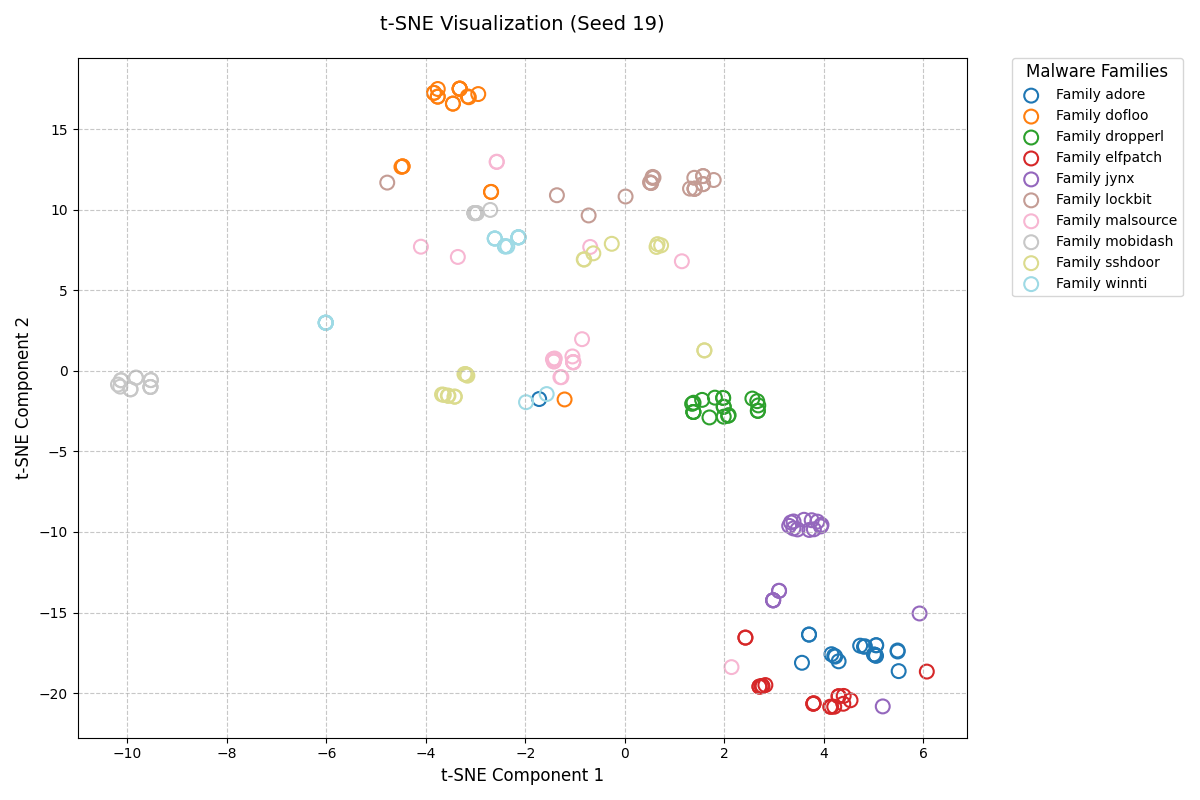 t-SNE Visualization (Seed 19)
t-SNE Component 2
15
10
5
0
−5
−10
−15
−20
−10
−8
−6
−4
−2
0
2
4
6
t-SNE Component 1
Malware Families
Family adore
Family dofloo
Family dropperl
Family elfpatch
Family jynx
Family lockbit
Family malsource
Family mobidash
Family sshdoor
Family winnti